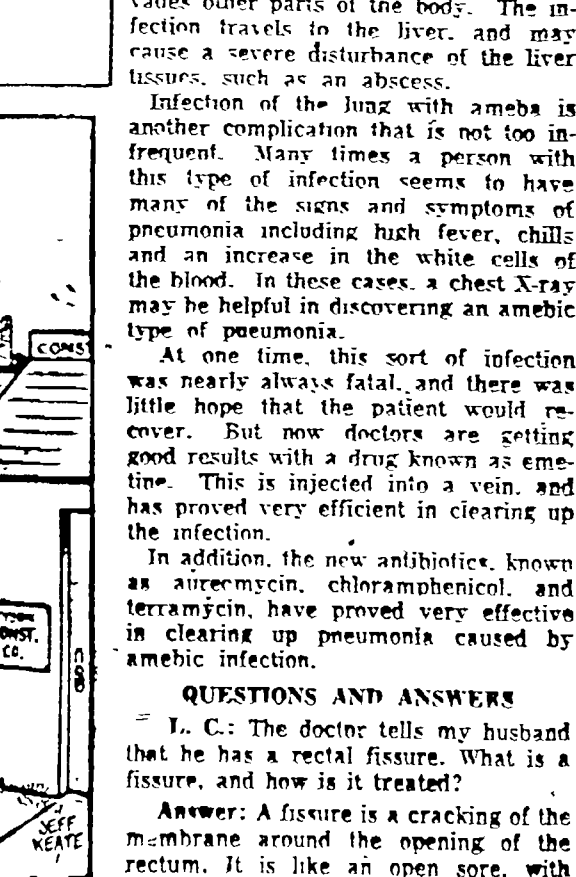 vades other parts of the body. The in-
fection travels to the liver, and may
cause a severe disturbance of the liver
tissues, such as an abscess.
Infection of the lung with ameba is
another complication that is not too in-
frequent. Many times a person with
this type of infection seems to have
many of the signs and symptoms of
pneumonia including high fever, chills
and an increase in the white cells of
the blood. In these cases, a chest X-ray
may be helpful in discovering an amebic
type of pneumonia.
At one time, this sort of infection
was nearly always fatal, and there was
little hope that the patient would re-
cover. But now doctors are getting
good results with a drug known as eme-
tine. This is injected into a vein, and
has proved very efficient in clearing up
the infection.
In addition, the new antibiotics, known
as aureomycin, chloramphenicol, and
terramycin, have proved very effective
in clearing up pneumonia caused by
amebic infection.
QUESTIONS AND ANSWERS
L. C.: The doctor tells my husband
that he has a rectal fissure. What is a
fissure, and how is it treated?
Answer: A fissure is a cracking of the
membrane around the opening of the
rectum. It is like an open sore, with
CONST
ONST.
CO.
JEFF
KEATE